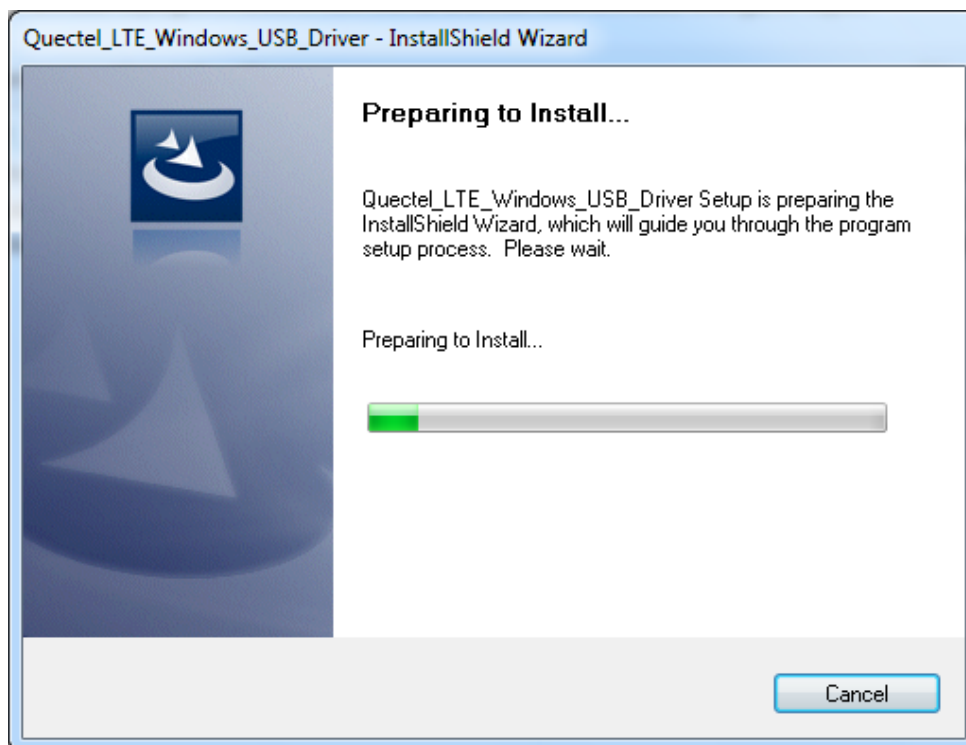 Quectel_LTE_Windows_USB_Driver - InstallShield Wizard
Preparing to Install...
Quectel_LTE_Windows_USB_Driver Setup is preparing the
InstallShield Wizard, which will guide you through the program
setup process.  Please wait.
Preparing to Install...
Cancel